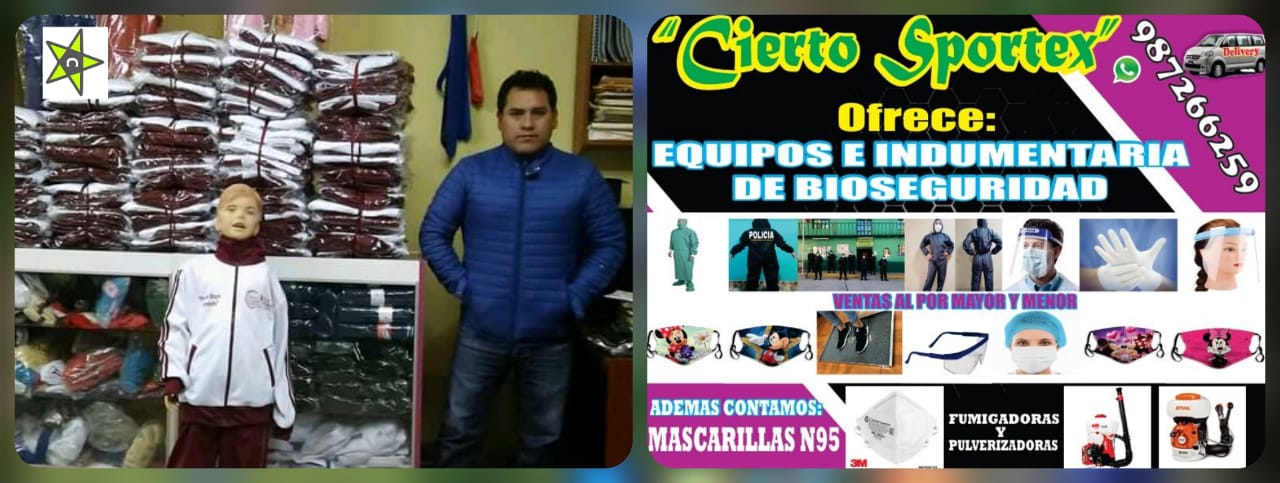 C
"Cierto Sportex"
987266259
Delivery
Ofrece:
EQUIPOS E INDUMENTARIA
DE BIOSEGURIDAD
POLICIA
VENTAS AL POR MAYOR Y MENOR
ADEMAS CONTAMOS:
MASCARILLAS N95
3M
FUMIGADORAS
Y
PULVERIZADORAS
STIHL